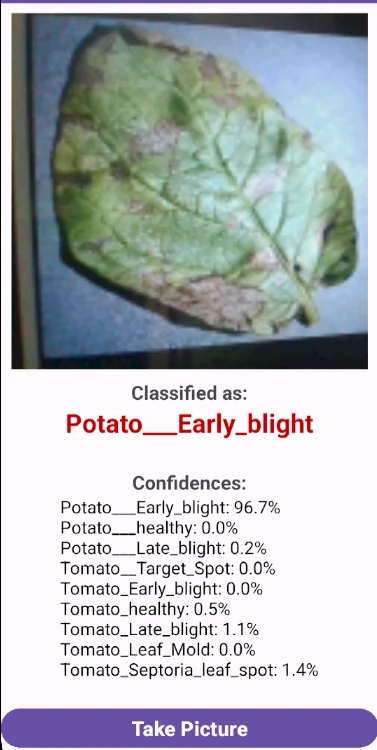 Classified as:
Potato___Early_blight
Confidences:
Potato___Early_blight: 96.7%
Potato___healthy: 0.0%
Potato___Late_blight: 0.2%
Tomato__Target_Spot: 0.0%
Tomato_Early_blight: 0.0%
Tomato_healthy: 0.5%
Tomato_Late_blight: 1.1%
Tomato_Leaf_Mold: 0.0%
Tomato_Septoria_leaf_spot: 1.4%
Take Picture